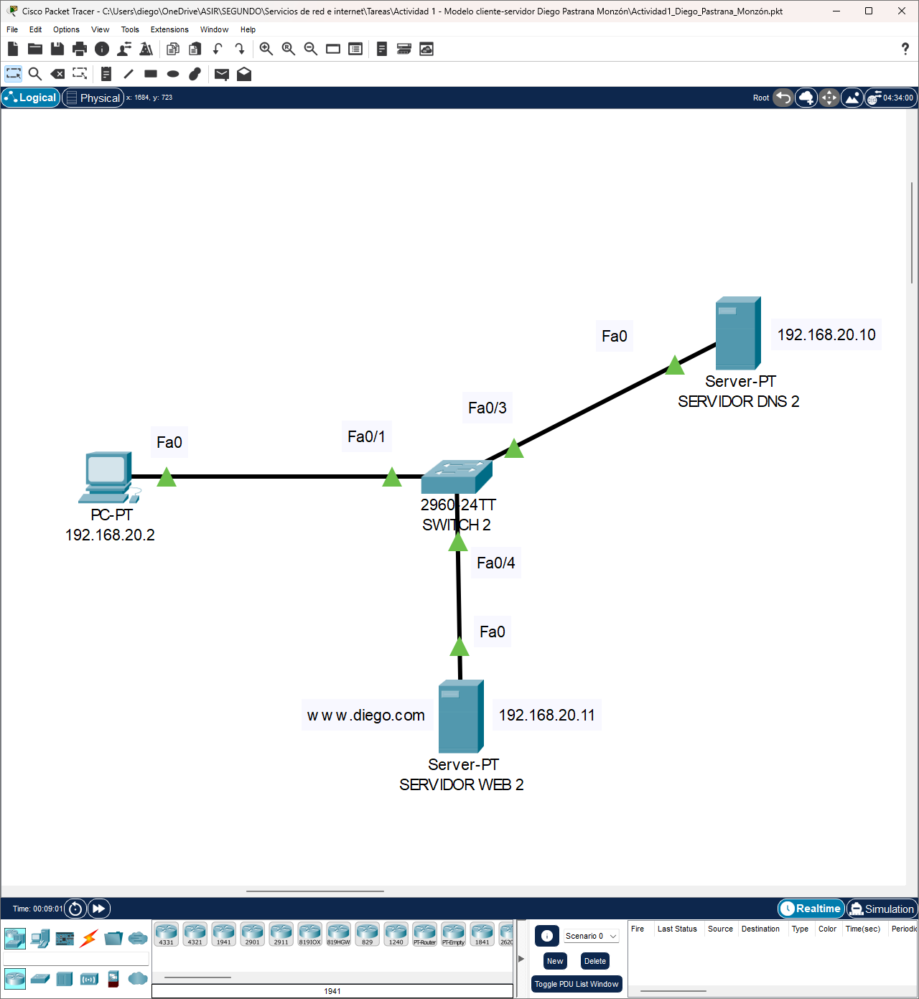 Cisco Packet Tracer - C:\Users\diego\OneDrive\ASIR\SEGUNDO\Servicios de red e internet\Tareas\Actividad 1 - Modelo cliente-servidor Diego Pastrana Monzón\Actividad1_Diego_Pastrana_Monzón.pkt
File Edit Options View Tools Extensions Window Help
Logical Physical x: 1684, y: 723 Root 04:34:00
Fa0 192.168.20.10
Server-PT
SERVIDOR DNS 2
Fa0/3
Fa0 Fa0/1
PC-PT
192.168.20.2
2960-24TT
SWITCH 2
Fa0/4
Fa0
www.diego.com 192.168.20.11
Server-PT
SERVIDOR WEB 2
Time: 00:09:01 Realtime Simulation
4331 4321 1941 2901 2911 819IOX 819HGW 829 1240 PT-Router PT-Empty 1841 2620
1941
Scenario 0
New Delete
Toggle PDU List Window
Fire Last Status Source Destination Type Color Time(sec) Periodic